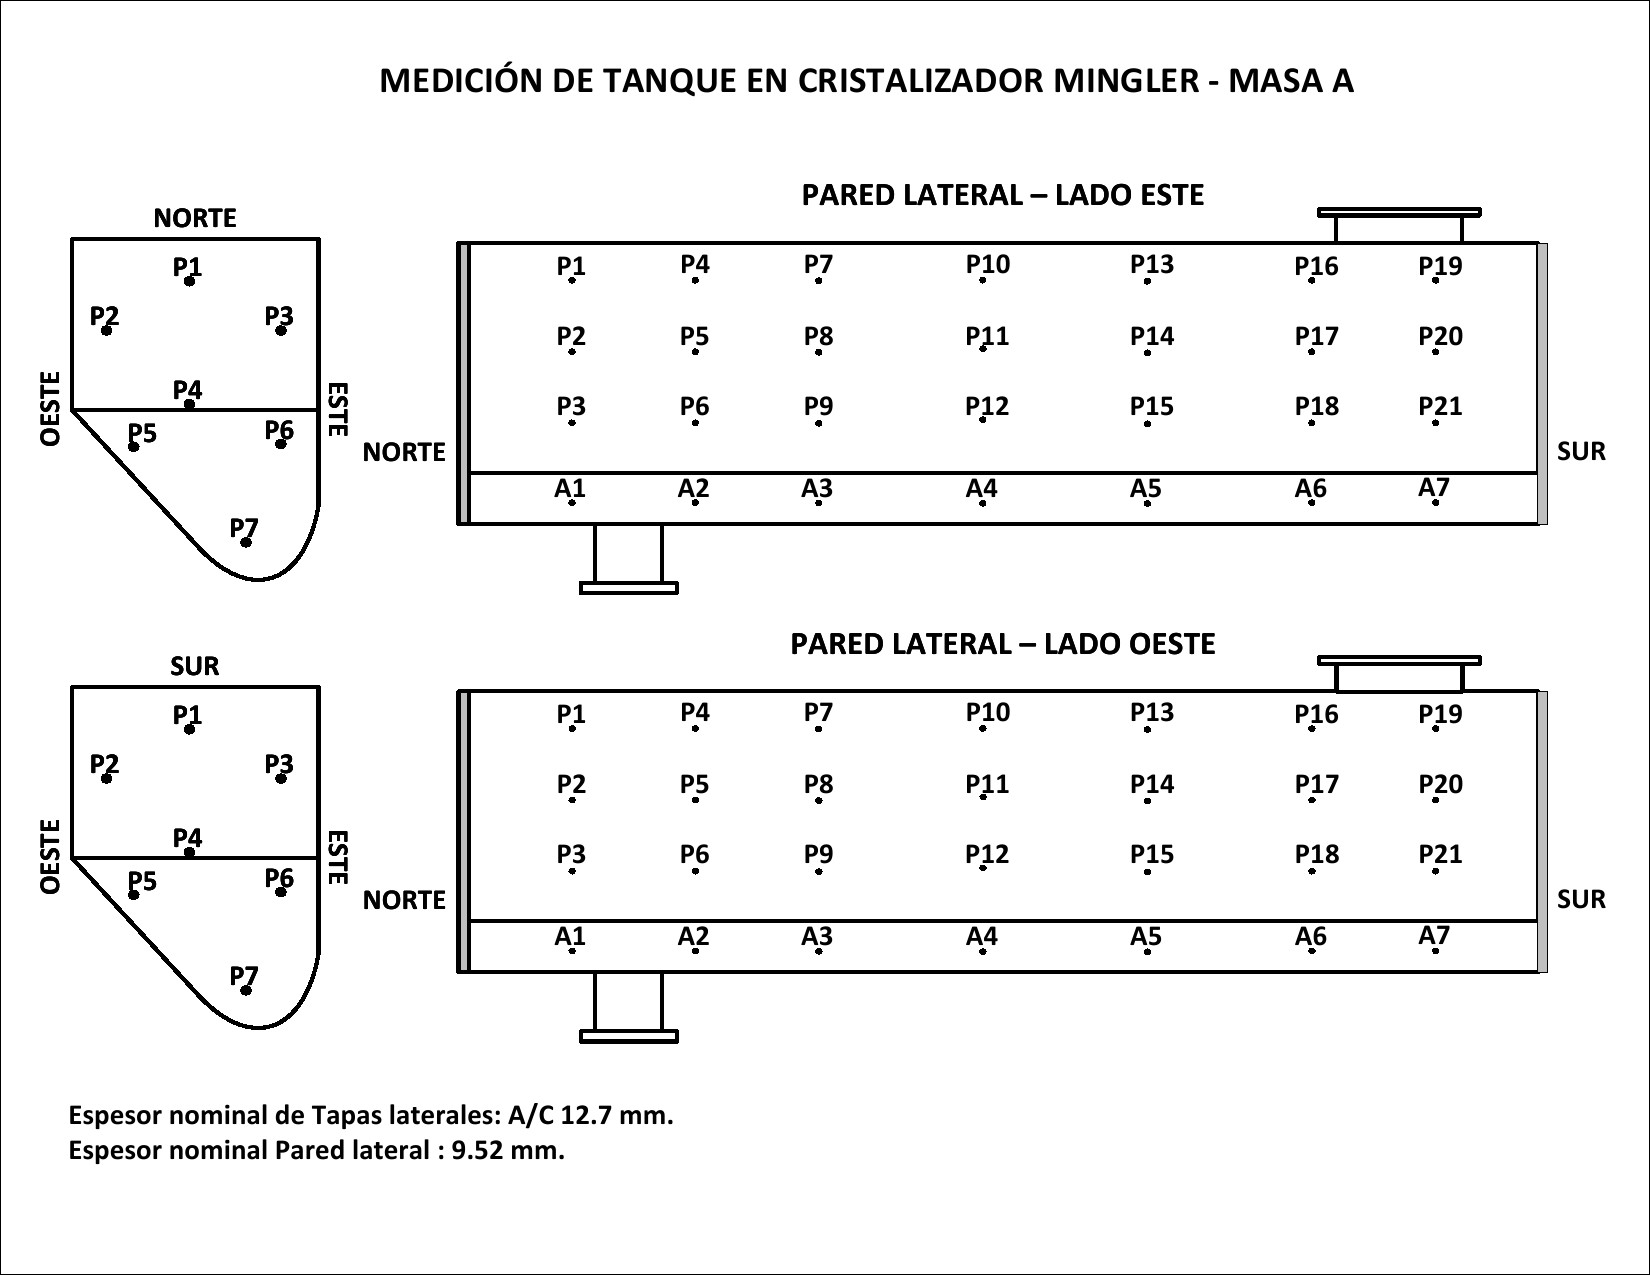 MEDICIÓN DE TANQUE EN CRISTALIZADOR MINGLER - MASA A
PARED LATERAL – LADO ESTE
NORTE
P1
P2 P3
P4
P5 P6
P7
OESTE
ESTE
P1 P4 P7 P10 P13 P16 P19
P2 P5 P8 P11 P14 P17 P20
P3 P6 P9 P12 P15 P18 P21
NORTE
SUR
A1 A2 A3 A4 A5 A6 A7
PARED LATERAL – LADO OESTE
SUR
P1
P2 P3
P4
P5 P6
P7
OESTE
ESTE
P1 P4 P7 P10 P13 P16 P19
P2 P5 P8 P11 P14 P17 P20
P3 P6 P9 P12 P15 P18 P21
NORTE
SUR
A1 A2 A3 A4 A5 A6 A7
Espesor nominal de Tapas laterales: A/C 12.7 mm.
Espesor nominal Pared lateral : 9.52 mm.